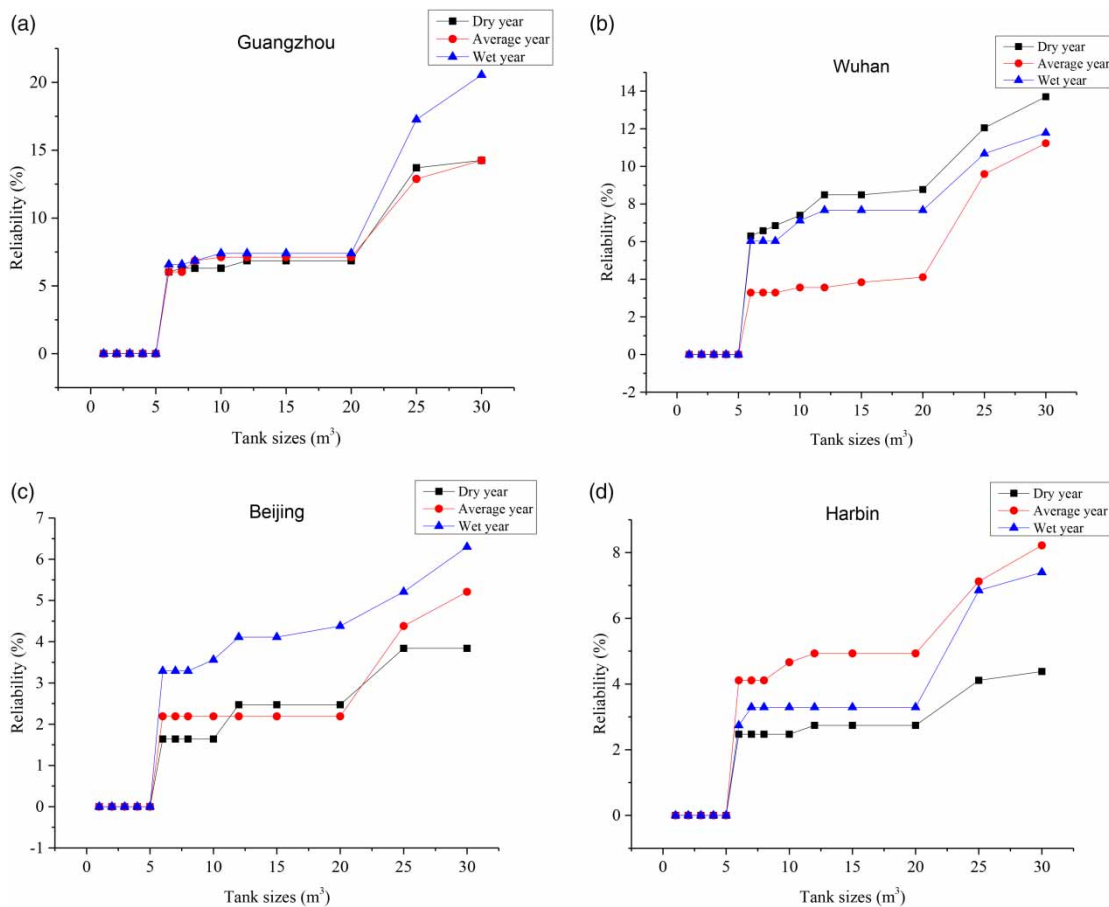 (a)
Guangzhou
Dry year
Average year
Wet year
20
15
10
5
0
Reliability (%)
0 5 10 15 20 25 30
Tank sizes (m³)
(b)
Wuhan
Dry year
Average year
Wet year
14
12
10
8
6
4
2
0
-2
Reliability (%)
0 5 10 15 20 25 30
Tank sizes (m³)
(c)
Beijing
Dry year
Average year
Wet year
7
6
5
4
3
2
1
0
-1
Reliability (%)
0 5 10 15 20 25 30
Tank sizes (m³)
(d)
Harbin
Dry year
Average year
Wet year
8
6
4
2
0
Reliability (%)
0 5 10 15 20 25 30
Tank sizes (m³)